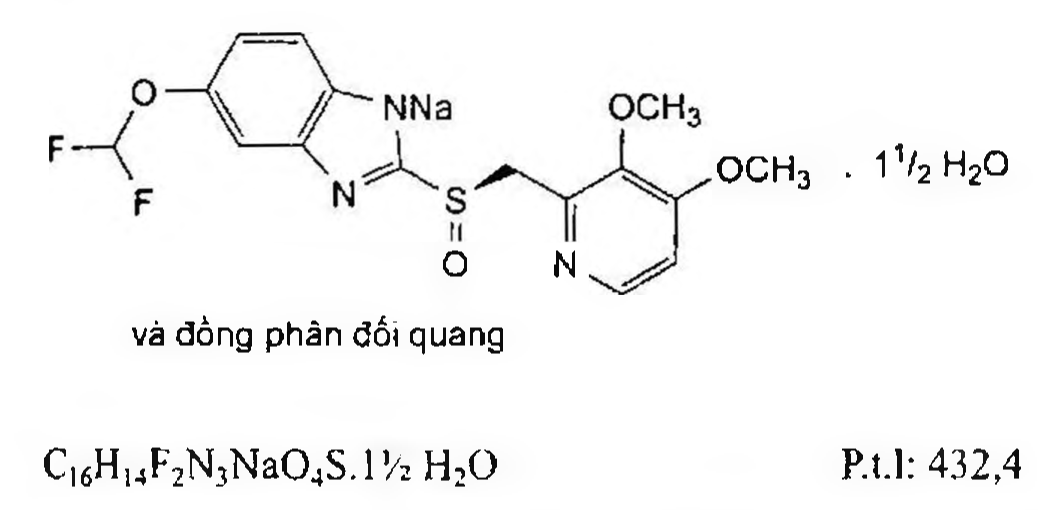 O
NNa
OCH₃
F
F
N
S
O
N
OCH₃ . 1¹/₂ H₂O
và đồng phân đối quang
C₁₆H₁₄F₂N₃NaO₄S.1½ H₂O
P.t.l: 432,4